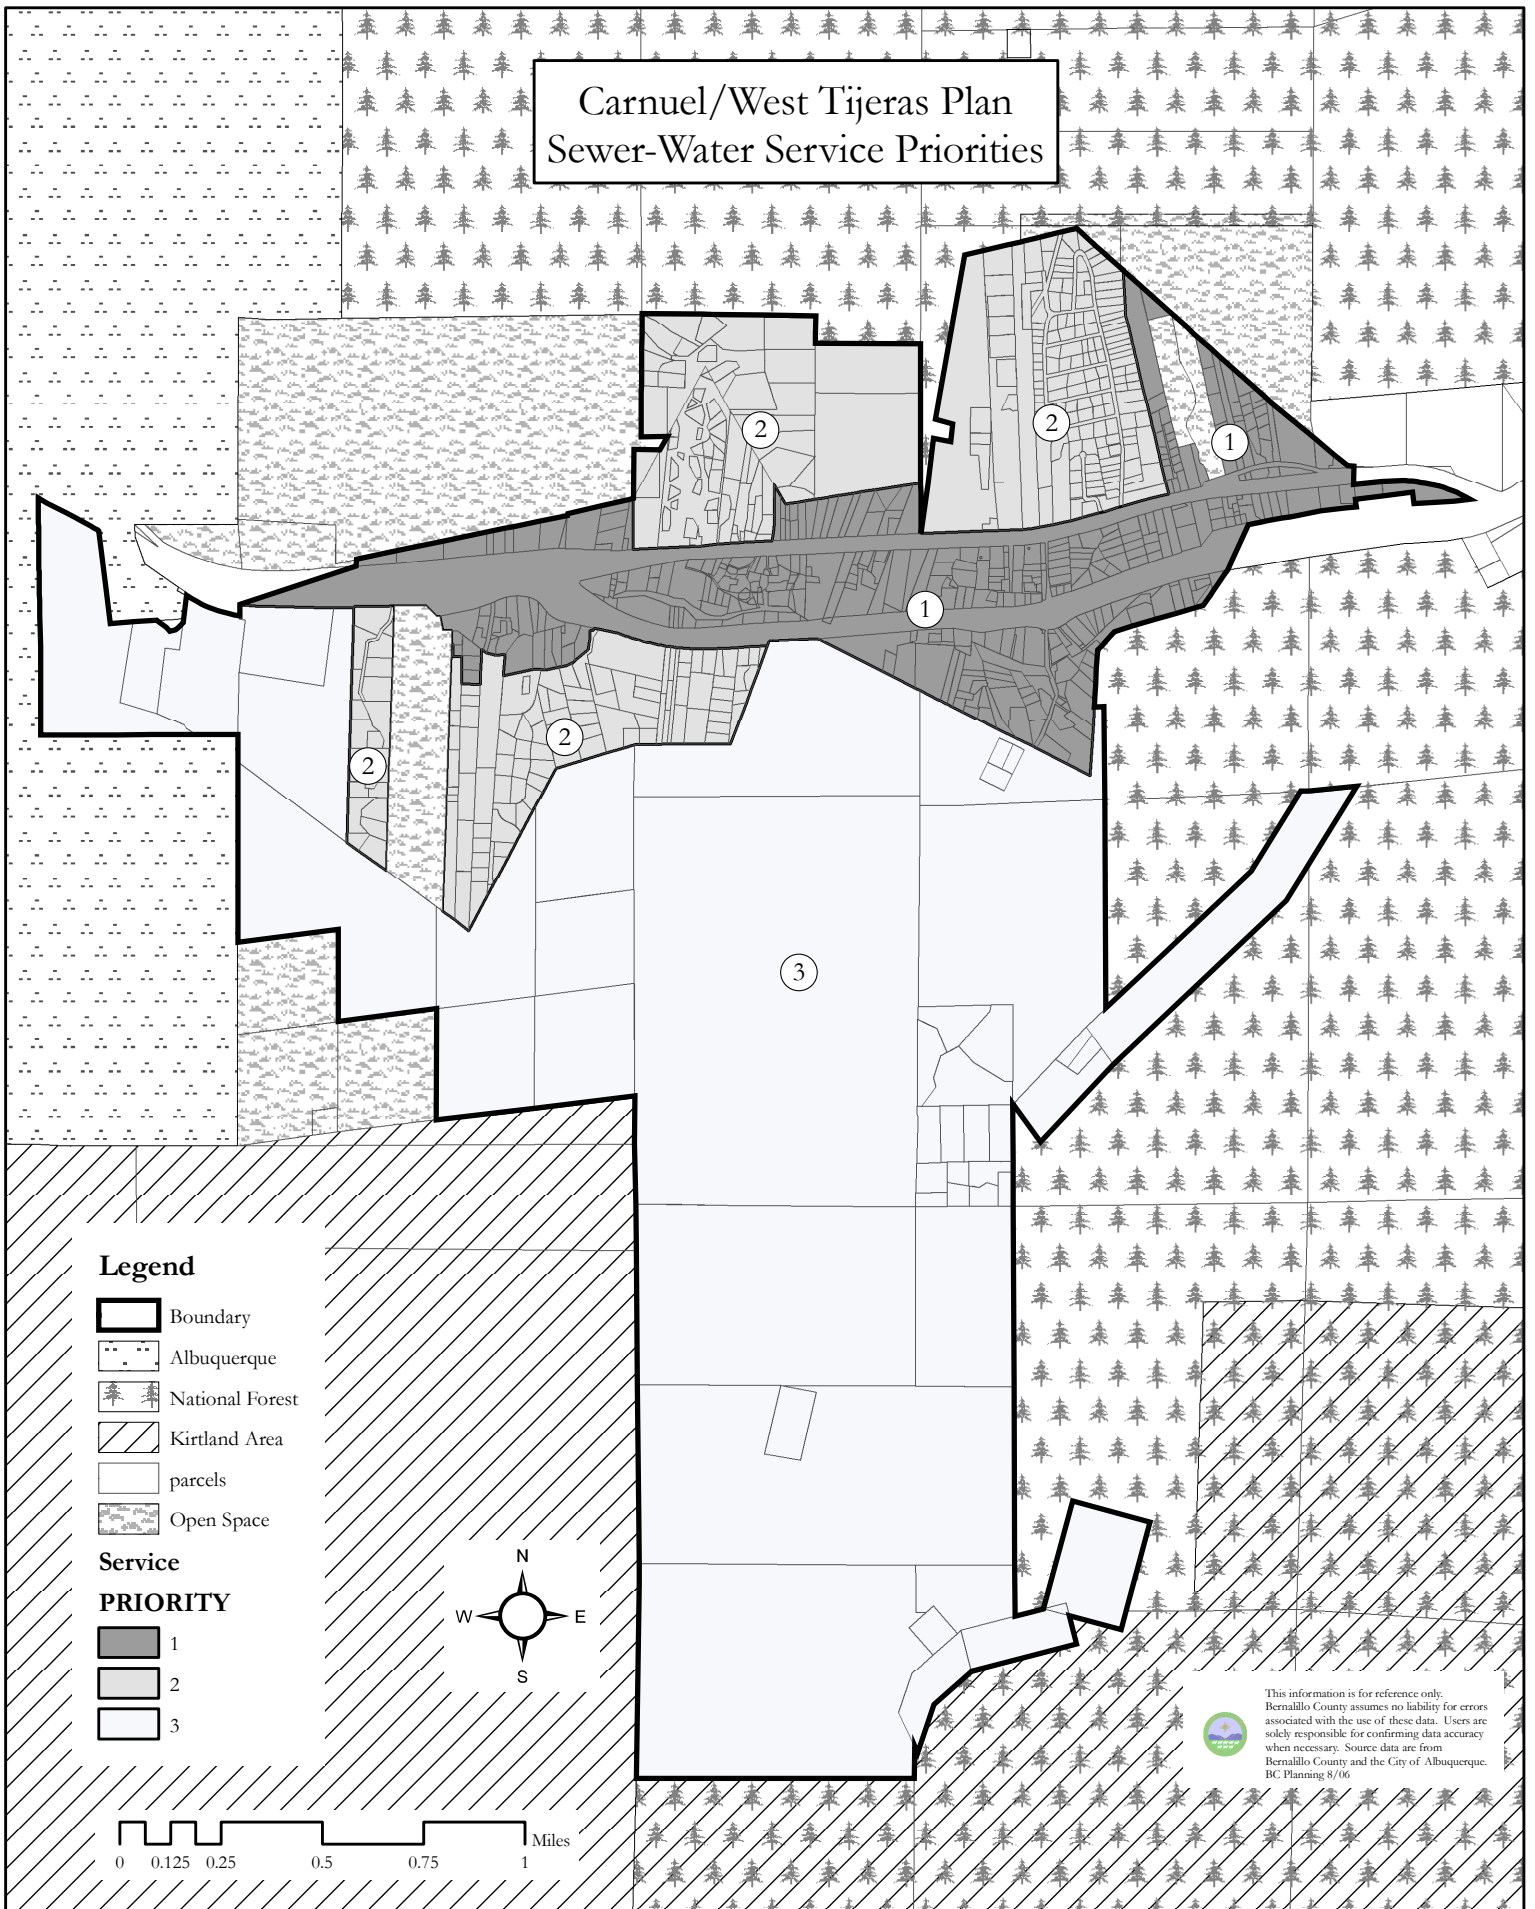 Carnuel/West Tijeras Plan
Sewer-Water Service Priorities
2
2
1
1
2
2
3
Legend
Boundary
Albuquerque
National Forest
Kirtland Area
parcels
Open Space
Service
PRIORITY
1
2
3
N
W E
S
This information is for reference only.
Bernalillo County assumes no liability for errors
associated with the use of these data. Users are
solely responsible for confirming data accuracy
when necessary. Source data are from
Bernalillo County and the City of Albuquerque.
BC Planning 8/06
Miles
0 0.125 0.25 0.5 0.75 1